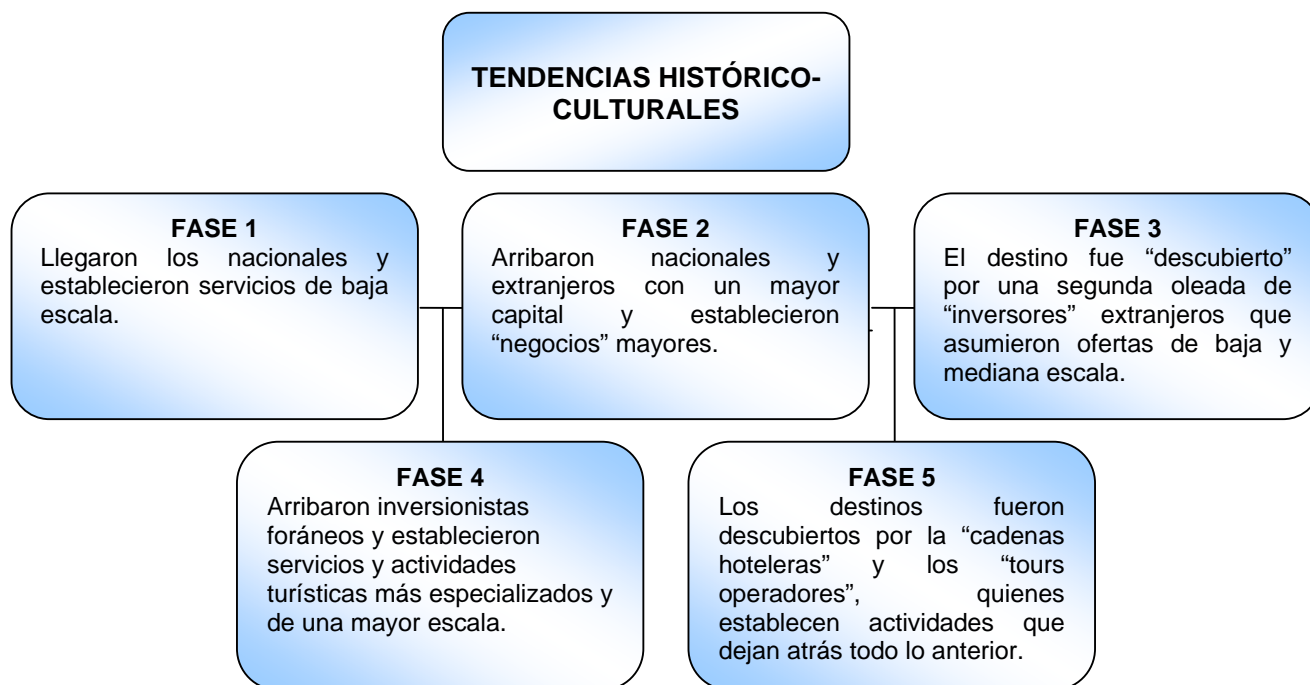 TENDENCIAS HISTÓRICO-
CULTURALES
FASE 1
Llegaron los nacionales y
establecieron servicios de baja
escala.
FASE 2
Arribaron nacionales y
extranjeros con un mayor
capital y establecieron
“negocios” mayores.
FASE 3
El destino fue “descubierto”
por una segunda oleada de
“inversores” extranjeros que
asumieron ofertas de baja y
mediana escala.
FASE 4
Arribaron inversionistas
foráneos y establecieron
servicios y actividades
turísticas más especializados y
de una mayor escala.
FASE 5
Los destinos fueron
descubiertos por la “cadenas
hoteleras” y los “tours
operadores”, quienes
establecen actividades que
dejan atrás todo lo anterior.